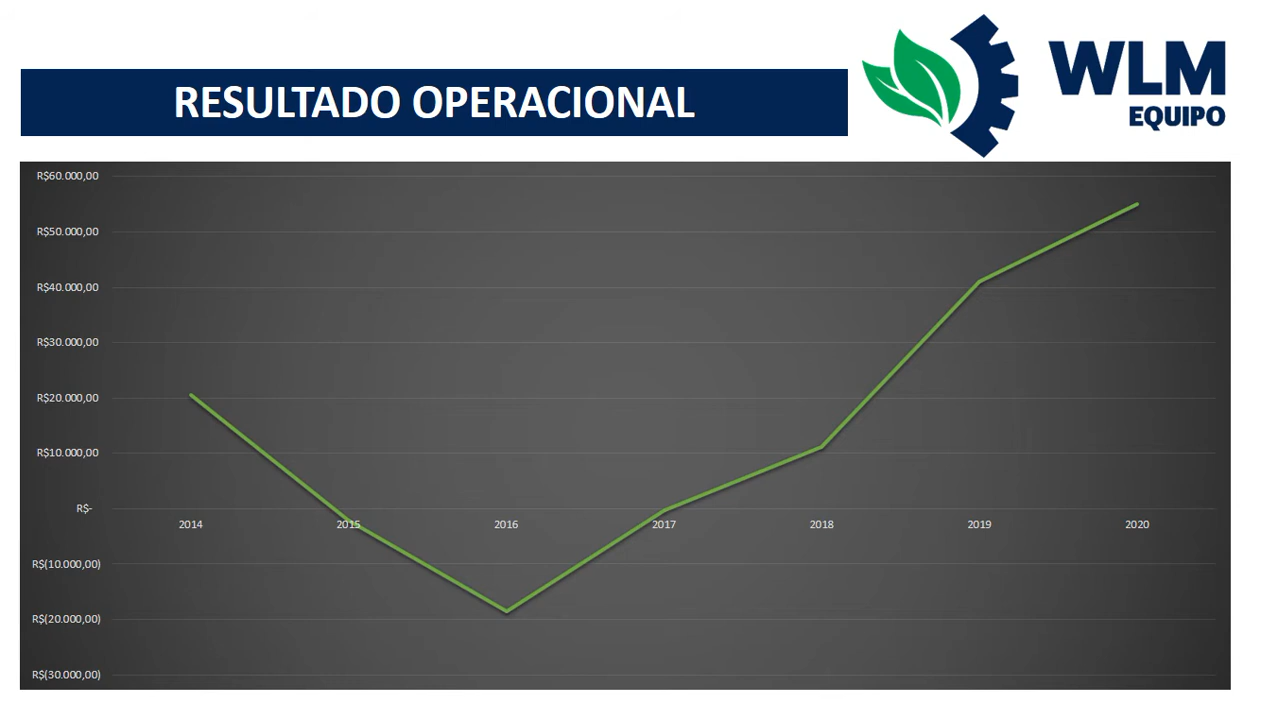 RESULTADO OPERACIONAL
WLM
EQUIPO
R$60.000,00
R$50.000,00
R$40.000,00
R$30.000,00
R$20.000,00
R$10.000,00
R$-
2014 2015 2016 2017 2018 2019 2020
R$(10.000,00)
R$(20.000,00)
R$(30.000,00)